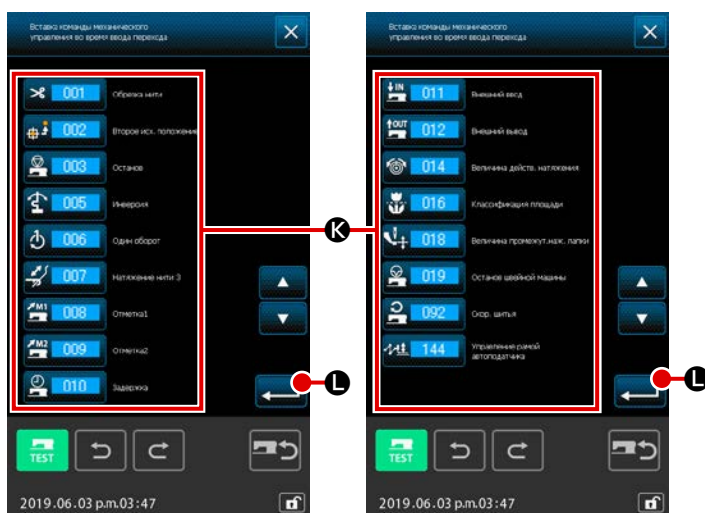 Вставка команды механического
управления во время ввода перехода
001 Обрезка нити
002 Второе исх. положение
003 Останов
005 Инверсия
006 Один оборот
007 Натяжение нити 3
M1 008 Отметка1
M2 009 Отметка2
010 Задержка
TEST
2019.06.03 p.m.03:47
K
L
Вставка команды механического
управления во время ввода перехода
IN 011 Внешний ввод
OUT 012 Внешний вывод
014 Величина действ. натяжения
016 Классификация площади
018 Величина промежут.наж. лапки
019 Останов швейной машины
092 Скор. шитья
144 Управление рамой
автоподатчика
L
TEST
2019.06.03 p.m.03:47